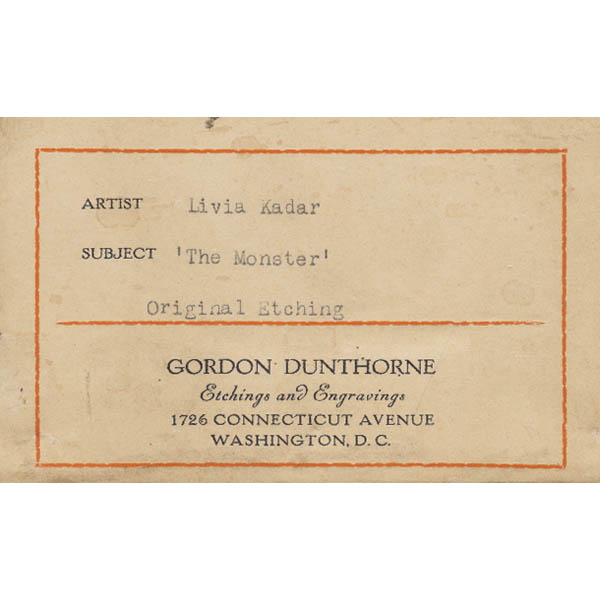 ARTIST Livia Kadar
SUBJECT 'The Monster'
Original Etching
GORDON DUNTHORNE
Etchings and Engravings
1726 CONNECTICUT AVENUE
WASHINGTON, D. C.